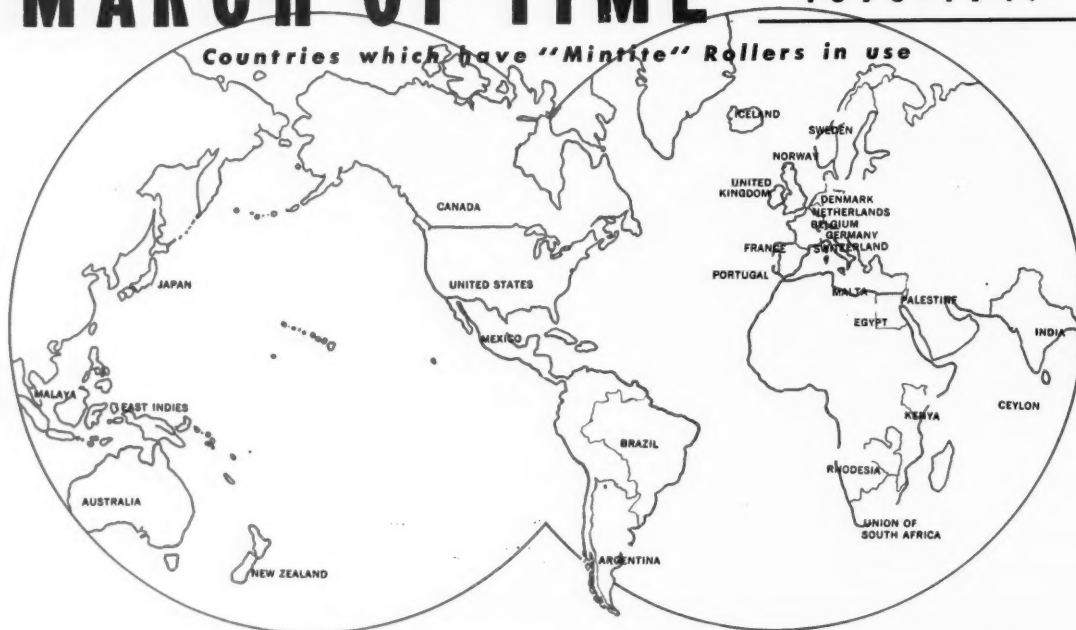 MARCH OF TIME
Countries which have "Mintite" Rollers in use
ICELAND
SWEDEN
NORWAY
UNITED
KINGDOM
DENMARK
NETHERLANDS
BELGIUM
GERMANY
FRANCE
SWITZERLAND
PORTUGAL
MALTA
PALESTINE
EGYPT
INDIA
CANADA
UNITED STATES
MEXICO
JAPAN
MALAYA
EAST INDIES
CEYLON
KENYA
BRAZIL
RHODESIA
AUSTRALIA
UNION OF
SOUTH AFRICA
NEW ZEALAND
ARGENTINA